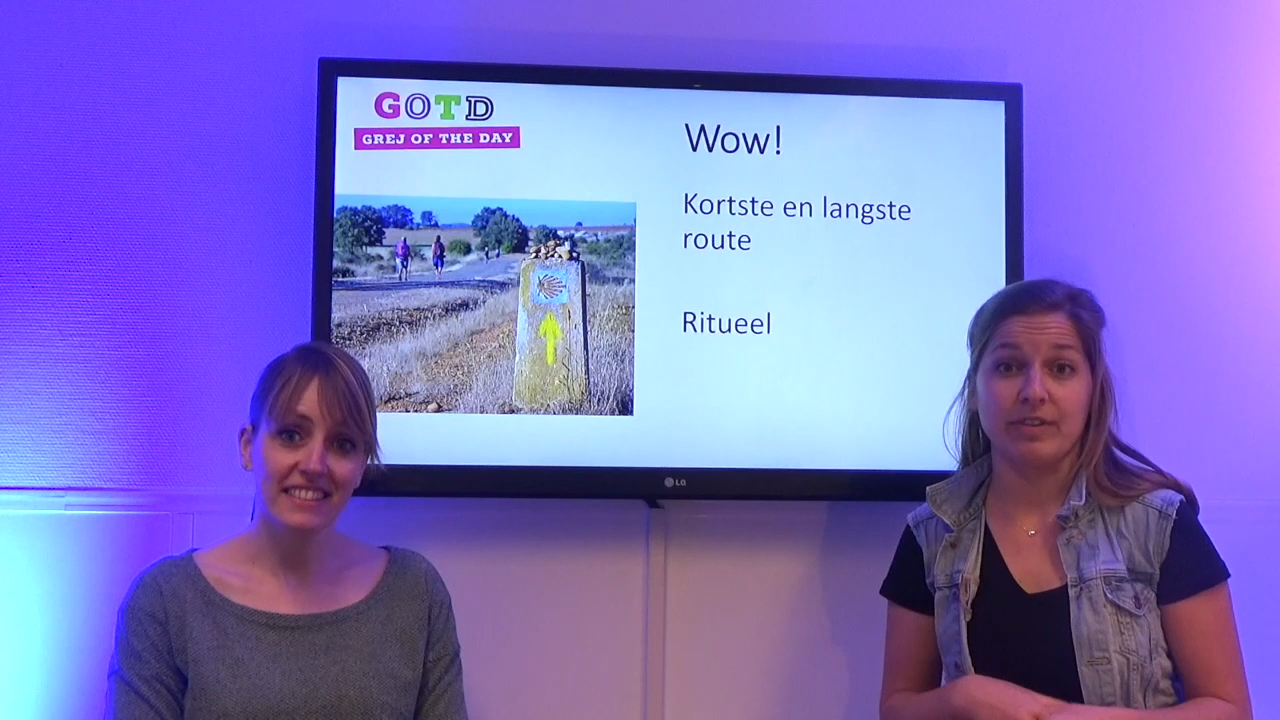 GOTD
GREJ OF THE DAY
Wow!
Kortste en langste
route
Ritueel
LG